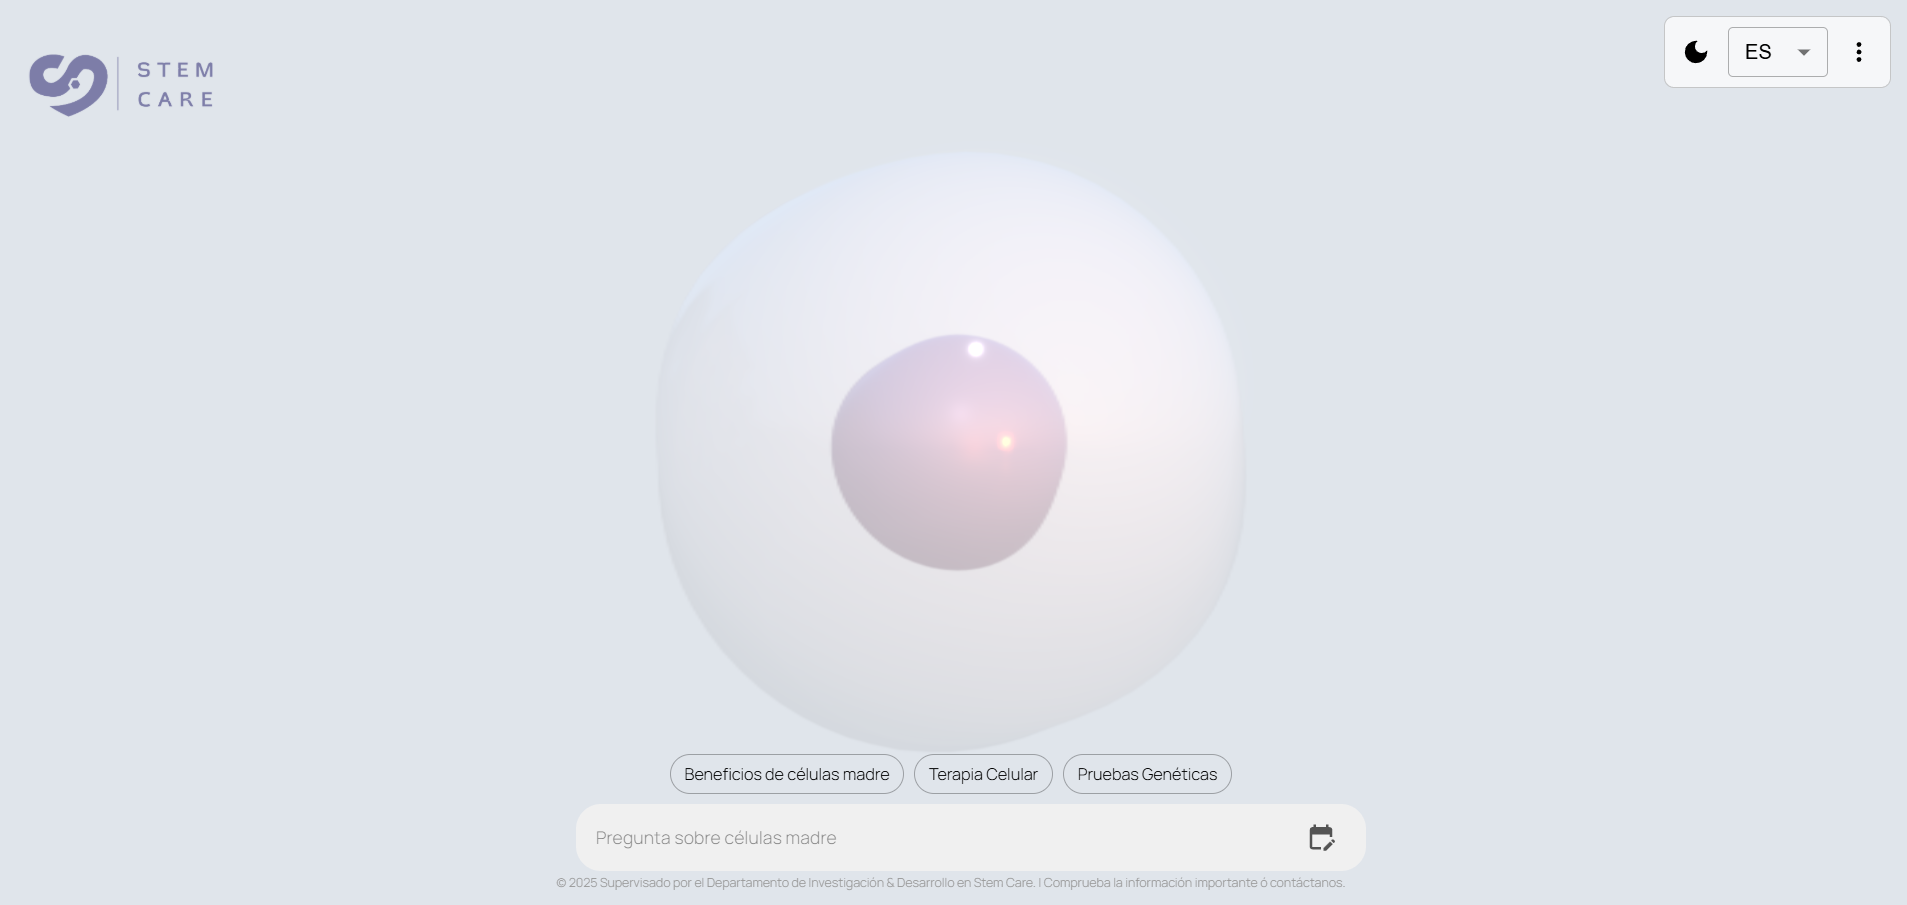 STEM
CARE
ES
Beneficios de células madre
Terapia Celular
Pruebas Genéticas
Pregunta sobre células madre
© 2025 Supervisado por el Departamento de Investigación & Desarrollo en Stem Care. | Comprueba la información importante ó contáctanos.